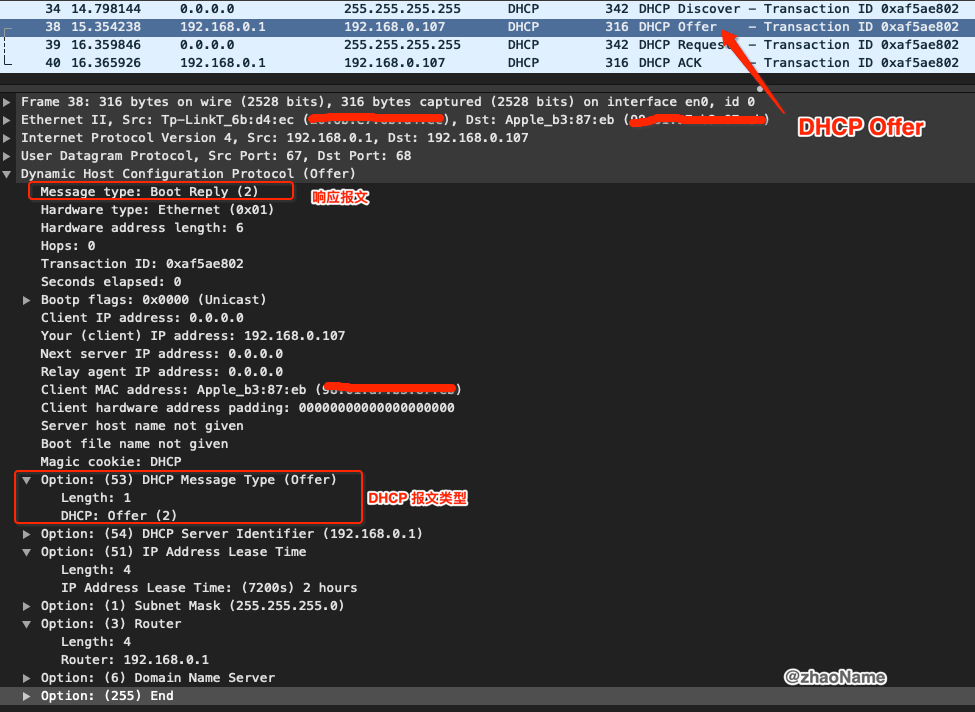 34 14.798144 0.0.0.0 255.255.255.255 DHCP 342 DHCP Discover – Transaction ID 0xaf5ae802
38 15.354238 192.168.0.1 192.168.0.107 DHCP 316 DHCP Offer – Transaction ID 0xaf5ae802
39 16.359846 0.0.0.0 255.255.255.255 DHCP 342 DHCP Request – Transaction ID 0xaf5ae802
40 16.365926 192.168.0.1 192.168.0.107 DHCP 316 DHCP ACK – Transaction ID 0xaf5ae802
DHCP Offer
Frame 38: 316 bytes on wire (2528 bits), 316 bytes captured (2528 bits) on interface en0, id 0
Ethernet II, Src: Tp-LinkT_6b:d4:ec ( ), Dst: Apple_b3:87:eb ( )
Internet Protocol Version 4, Src: 192.168.0.1, Dst: 192.168.0.107
User Datagram Protocol, Src Port: 67, Dst Port: 68
Dynamic Host Configuration Protocol (Offer)
Message type: Boot Reply (2)
响应报文
Hardware type: Ethernet (0x01)
Hardware address length: 6
Hops: 0
Transaction ID: 0xaf5ae802
Seconds elapsed: 0
Bootp flags: 0x0000 (Unicast)
Client IP address: 0.0.0.0
Your (client) IP address: 192.168.0.107
Next server IP address: 0.0.0.0
Relay agent IP address: 0.0.0.0
Client MAC address: Apple_b3:87:eb ( )
Client hardware address padding: 00000000000000000000
Server host name not given
Boot file name not given
Magic cookie: DHCP
Option: (53) DHCP Message Type (Offer)
Length: 1
DHCP 报文类型
DHCP: Offer (2)
Option: (54) DHCP Server Identifier (192.168.0.1)
Option: (51) IP Address Lease Time
Length: 4
IP Address Lease Time: (7200s) 2 hours
Option: (1) Subnet Mask (255.255.255.0)
Option: (3) Router
Length: 4
Router: 192.168.0.1
Option: (6) Domain Name Server
@zhaoName
Option: (255) End